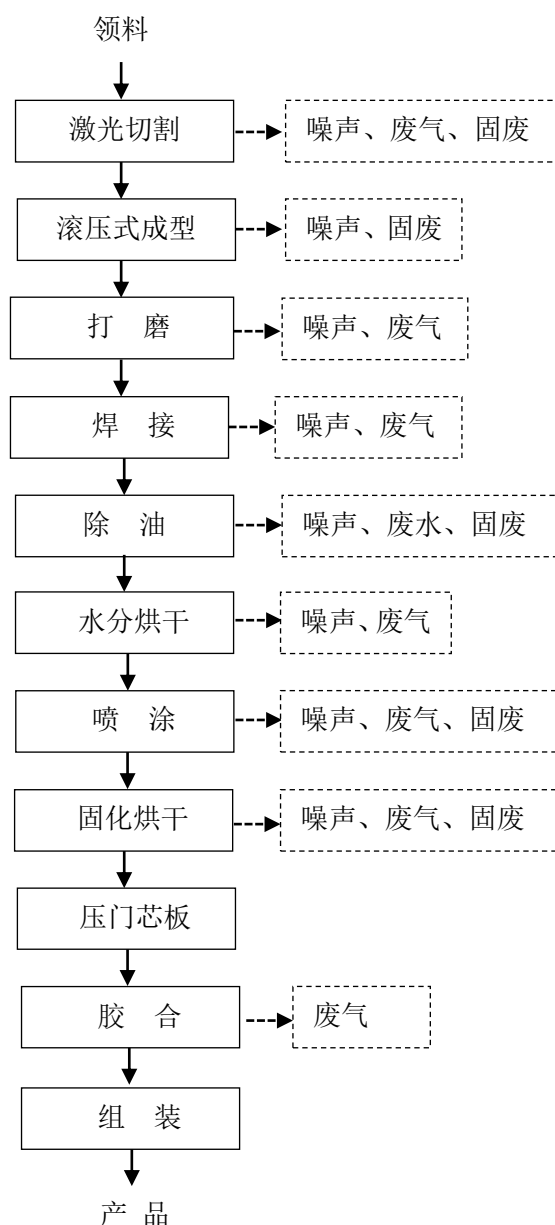 领料
激光切割
噪声、废气、固废
滚压式成型
噪声、固废
打 磨
噪声、废气
焊 接
噪声、废气
除 油
噪声、废水、固废
水分烘干
噪声、废气
喷 涂
噪声、废气、固废
固化烘干
噪声、废气、固废
压门芯板
胶 合
废气
组 装
产 品